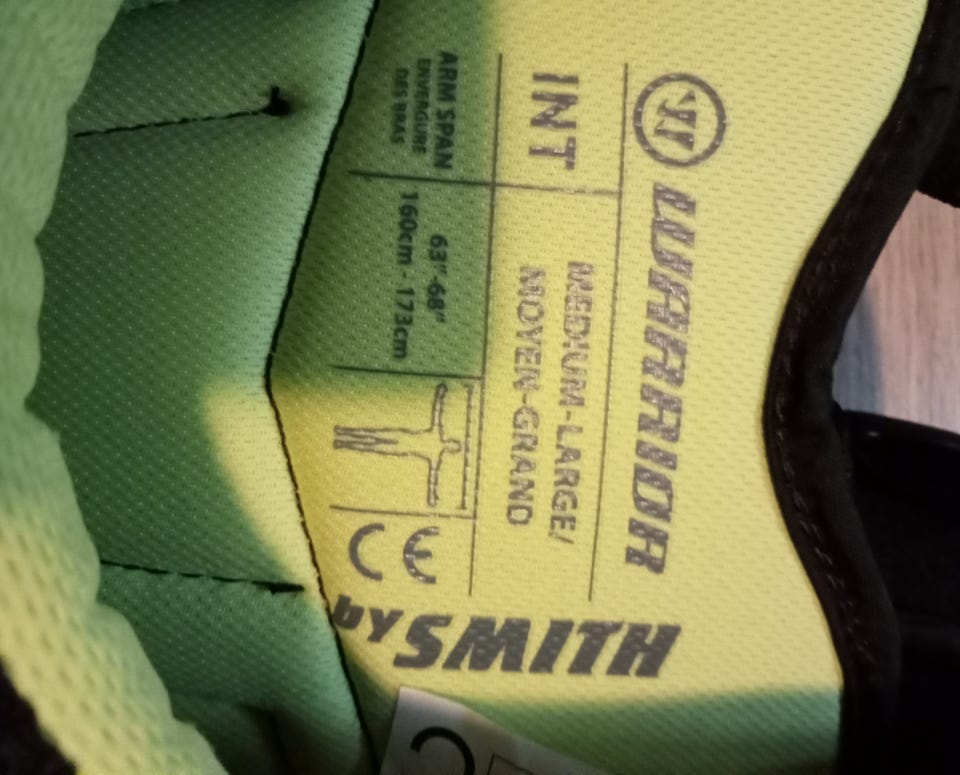 WARRIOR
INT
MEDIUM-LARGE/
MOYEN-GRAND
ARM SPAN
ENVERGURE
DES BRAS
63"-68"
160cm - 173cm
CE
by SMITH